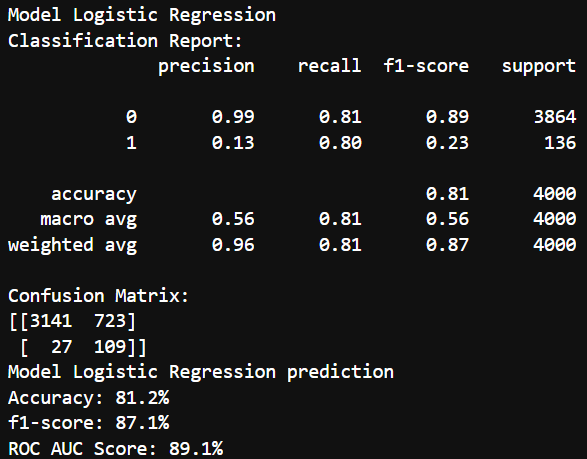 Model Logistic Regression
Classification Report:
              precision    recall  f1-score   support

           0       0.99      0.81      0.89      3864
           1       0.13      0.80      0.23       136

    accuracy                           0.81      4000
   macro avg       0.56      0.81      0.56      4000
weighted avg       0.96      0.81      0.87      4000

Confusion Matrix:
[[3141  723]
 [  27  109]]
Model Logistic Regression prediction
Accuracy: 81.2%
f1-score: 87.1%
ROC AUC Score: 89.1%